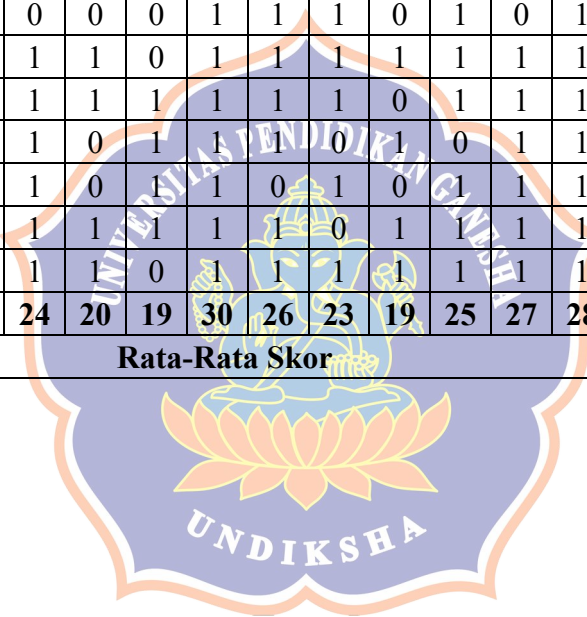 0 0 0 1 1 1 0 1 0 1
1 1 0 1 1 1 1 1 1 1
1 1 1 1 1 1 0 1 1 1
1 0 1 1 1 0 1 0 1 1
1 0 1 1 0 1 0 1 1 1
1 1 1 1 1 0 1 1 1 1
1 1 0 1 1 1 1 1 1 1
24 20 19 30 26 23 19 25 27 28
Rata-Rata Skor
UNIVERSITAS PENDIDIKAN GANESHA
UNDIKSHA